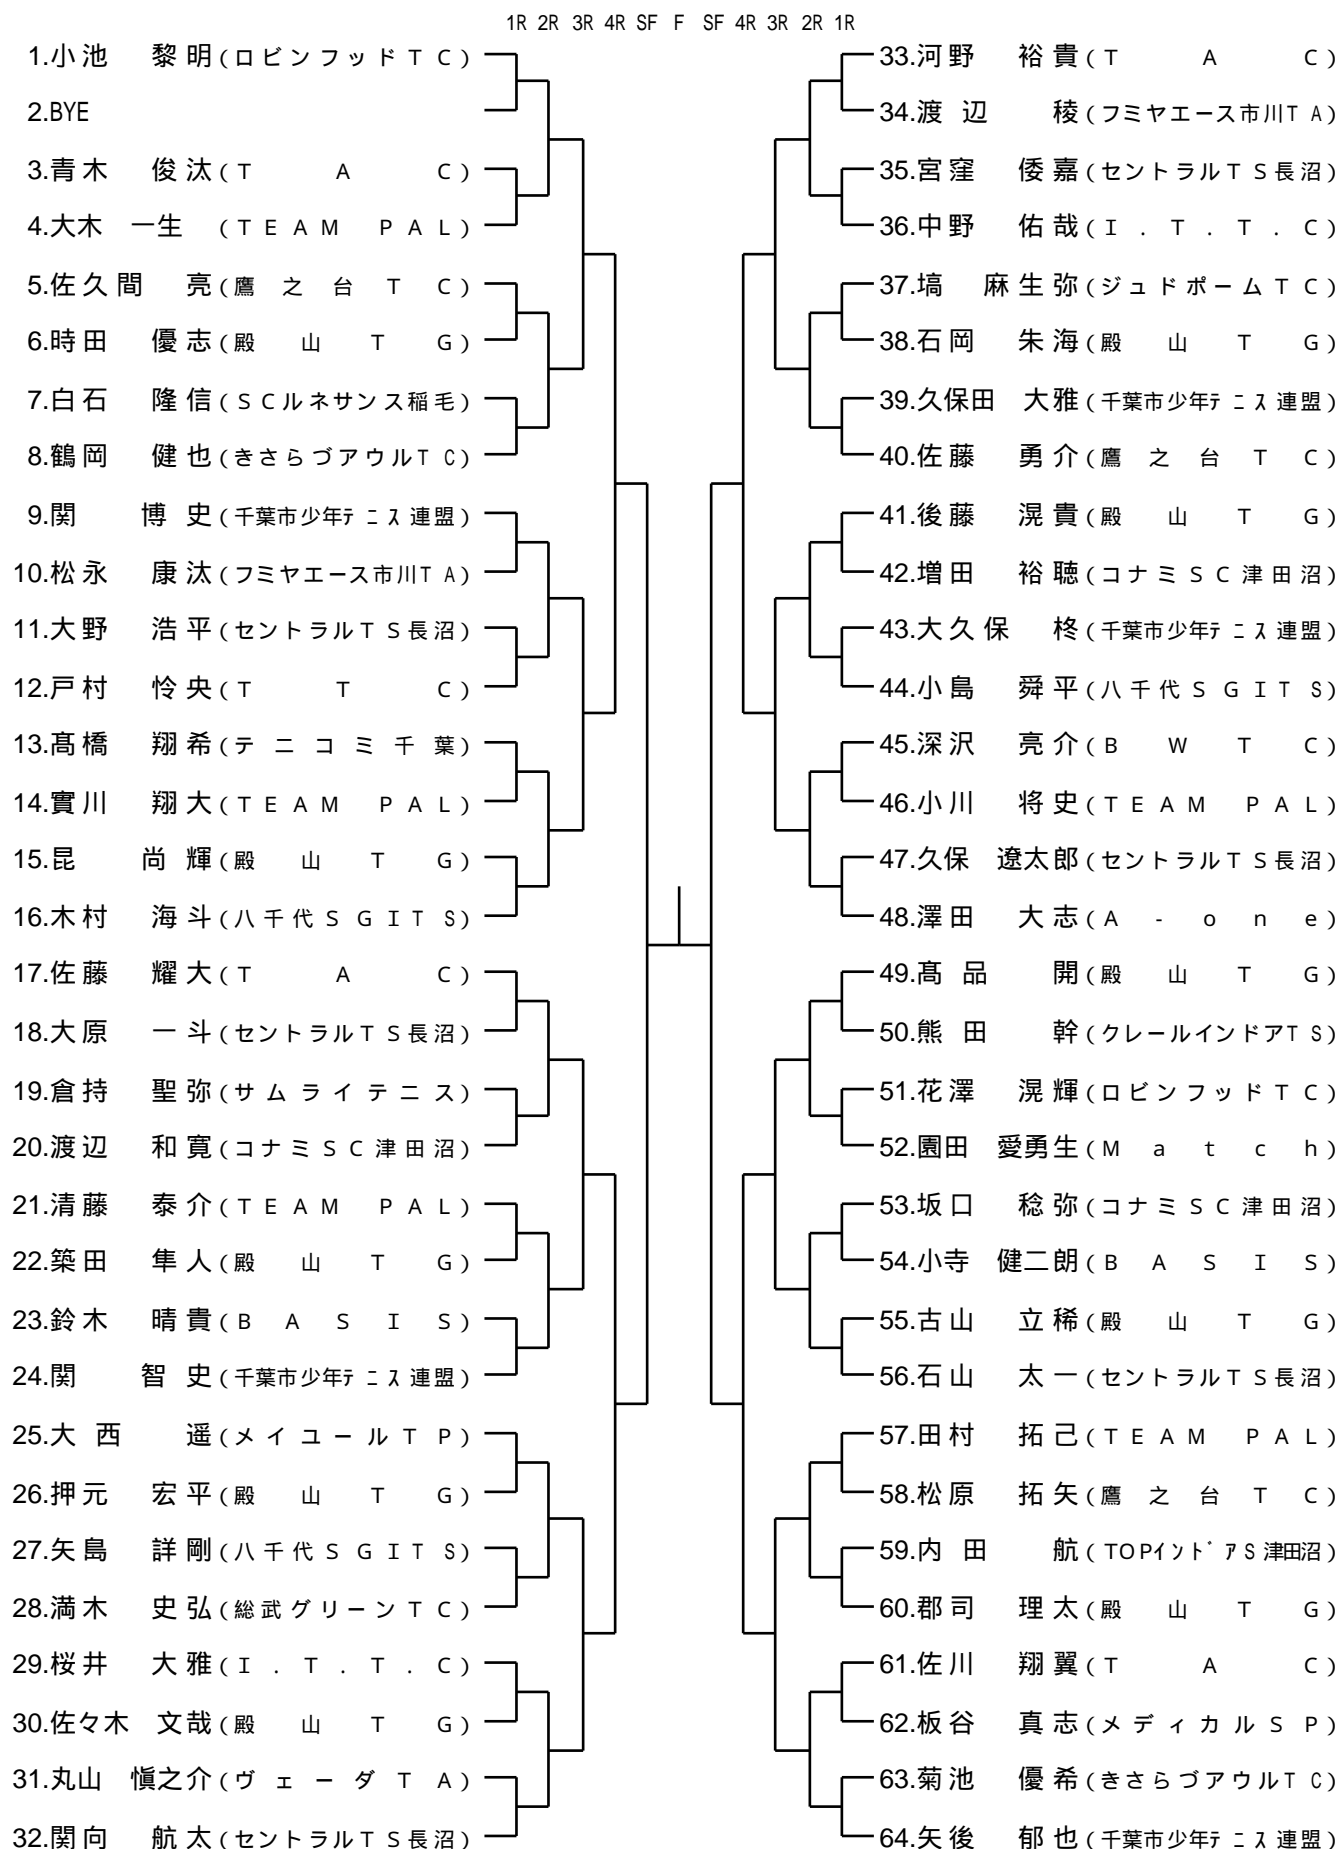 1R 2R 3R 4R SF F SF 4R 3R 2R 1R
1.小池 黎明(ロビンフッドTC)
2.BYE
3.青木 俊汰(TAC)
4.大木 一生(TEAM PAL)
5.佐久間 亮(鷹之台TC)
6.時田 優志(殿山TG)
7.白石 隆信(SCルネサンス稲毛)
8.鶴岡 健也(きさらづアウルTC)
9.関 博史(千葉市少年テニス連盟)
10.松永 康汰(フミヤエース市川TA)
11.大野 浩平(セントラルTS長沼)
12.戸村 怜央(TTC)
13.髙橋 翔希(テニコミ千葉)
14.實川 翔大(TEAM PAL)
15.昆 尚輝(殿山TG)
16.木村 海斗(八千代SGITS)
17.佐藤 耀大(TAC)
18.大原 一斗(セントラルTS長沼)
19.倉持 聖弥(サムライテニス)
20.渡辺 和寛(コナミSC津田沼)
21.清藤 泰介(TEAM PAL)
22.築田 隼人(殿山TG)
23.鈴木 晴貴(BASIS)
24.関 智史(千葉市少年テニス連盟)
25.大西 遥(メイユールTP)
26.押元 宏平(殿山TG)
27.矢島 詳剛(八千代SGITS)
28.満木 史弘(総武グリーンTC)
29.桜井 大雅(I.T.T.C)
30.佐々木 文哉(殿山TG)
31.丸山 愼之介(ヴェーダTA)
32.関向 航太(セントラルTS長沼)
33.河野 裕貴(TAC)
34.渡辺 稜(フミヤエース市川TA)
35.宮窪 倭嘉(セントラルTS長沼)
36.中野 佑哉(I.T.T.C)
37.塙 麻生弥(ジュドポームTC)
38.石岡 朱海(殿山TG)
39.久保田 大雅(千葉市少年テニス連盟)
40.佐藤 勇介(鷹之台TC)
41.後藤 滉貴(殿山TG)
42.増田 裕聴(コナミSC津田沼)
43.大久保 柊(千葉市少年テニス連盟)
44.小島 舜平(八千代SGITS)
45.深沢 亮介(BWTC)
46.小川 将史(TEAM PAL)
47.久保 遼太郎(セントラルTS長沼)
48.澤田 大志(A-one)
49.髙品 開(殿山TG)
50.熊田 幹(クレールインドアTS)
51.花澤 滉輝(ロビンフッドTC)
52.園田 愛勇生(Match)
53.坂口 稔弥(コナミSC津田沼)
54.小寺 健二朗(BASIS)
55.古山 立稀(殿山TG)
56.石山 太一(セントラルTS長沼)
57.田村 拓己(TEAM PAL)
58.松原 拓矢(鷹之台TC)
59.内田 航(TOPインドアS津田沼)
60.郡司 理太(殿山TG)
61.佐川 翔翼(TAC)
62.板谷 真志(メディカルSP)
63.菊池 優希(きさらづアウルTC)
64.矢後 郁也(千葉市少年テニス連盟)